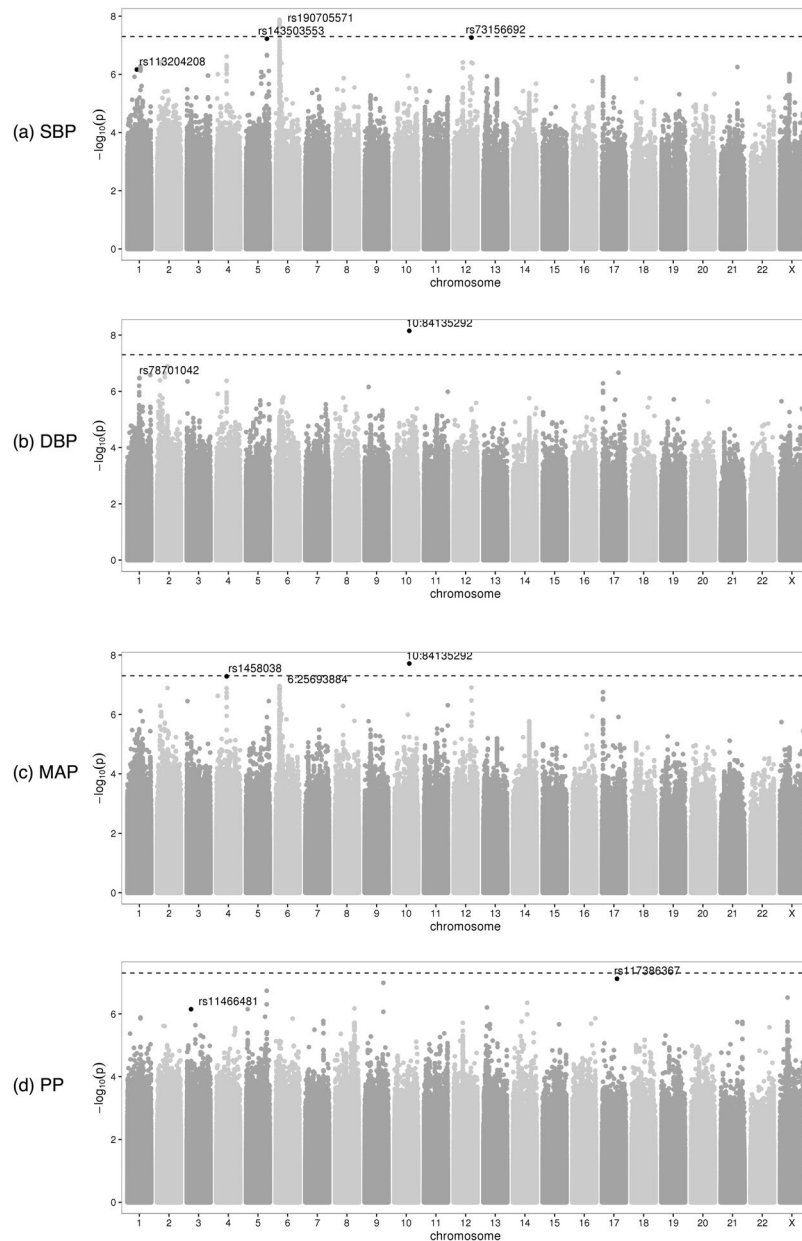 (a) SBP
−log₁₀(p)
8
6
4
2
0
rs190705571
rs143503553
rs73156692
rs113204208
1 2 3 4 5 6 7 8 9 10 11 12 13 14 15 16 17 18 19 20 21 22 X
chromosome
(b) DBP
−log₁₀(p)
8
6
4
2
0
10:84135292
rs78701042
1 2 3 4 5 6 7 8 9 10 11 12 13 14 15 16 17 18 19 20 21 22 X
chromosome
(c) MAP
−log₁₀(p)
8
6
4
2
0
10:84135292
rs1458038
6:25693884
1 2 3 4 5 6 7 8 9 10 11 12 13 14 15 16 17 18 19 20 21 22 X
chromosome
(d) PP
−log₁₀(p)
6
4
2
0
rs117386367
rs11466481
1 2 3 4 5 6 7 8 9 10 11 12 13 14 15 16 17 18 19 20 21 22 X
chromosome